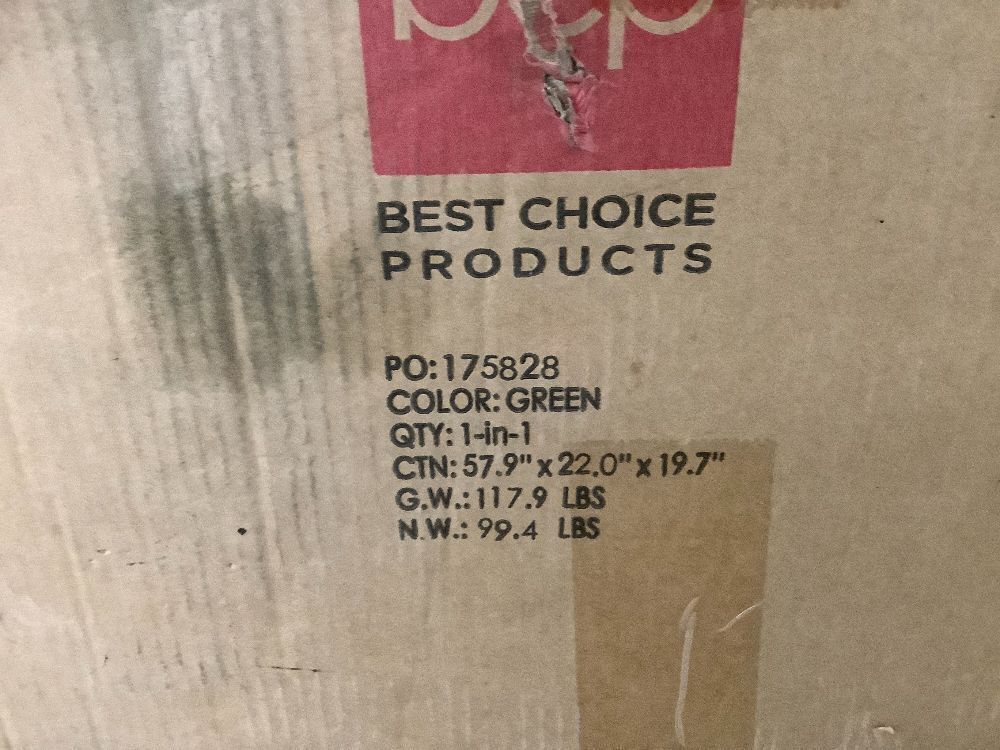 bcp
BEST CHOICE
PRODUCTS
PO:175828
COLOR: GREEN
QTY: 1-in-1
CTN: 57.9" x 22.0" x 19.7"
G.W.: 117.9 LBS
N.W.: 99.4 LBS